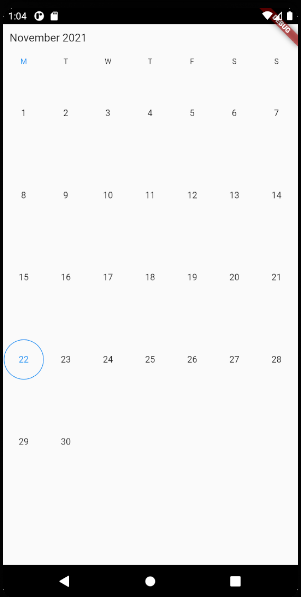 1:04
DEBUG
November 2021
M T W T F S S
1 2 3 4 5 6 7
8 9 10 11 12 13 14
15 16 17 18 19 20 21
22 23 24 25 26 27 28
29 30